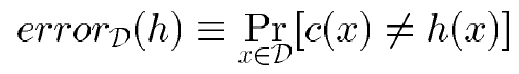 error_𝒟(h) ≡ Pr_{x∈𝒟}[c(x) ≠ h(x)]